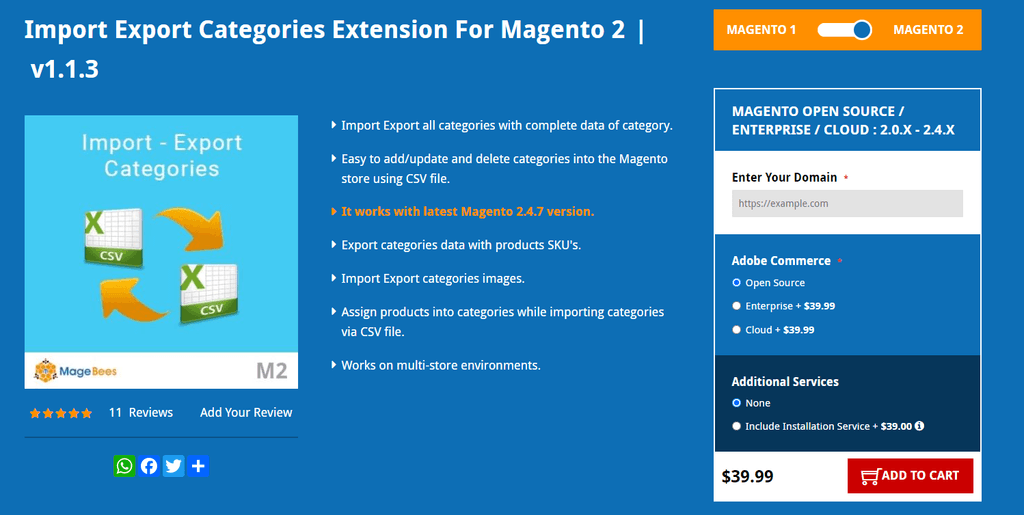 Import Export Categories Extension For Magento 2 |
v1.1.3
Import - Export
Categories
X
CSV
X
CSV
MageBees
M2
11 Reviews
Add Your Review
Import Export all categories with complete data of category.
Easy to add/update and delete categories into the Magento
store using CSV file.
It works with latest Magento 2.4.7 version.
Export categories data with products SKU's.
Import Export categories images.
Assign products into categories while importing categories
via CSV file.
Works on multi-store environments.
MAGENTO 1
MAGENTO 2
MAGENTO OPEN SOURCE /
ENTERPRISE / CLOUD : 2.0.X - 2.4.X
Enter Your Domain *
https://example.com
Adobe Commerce *
Open Source
Enterprise + $39.99
Cloud + $39.99
Additional Services
None
Include Installation Service + $39.00
$39.99
ADD TO CART